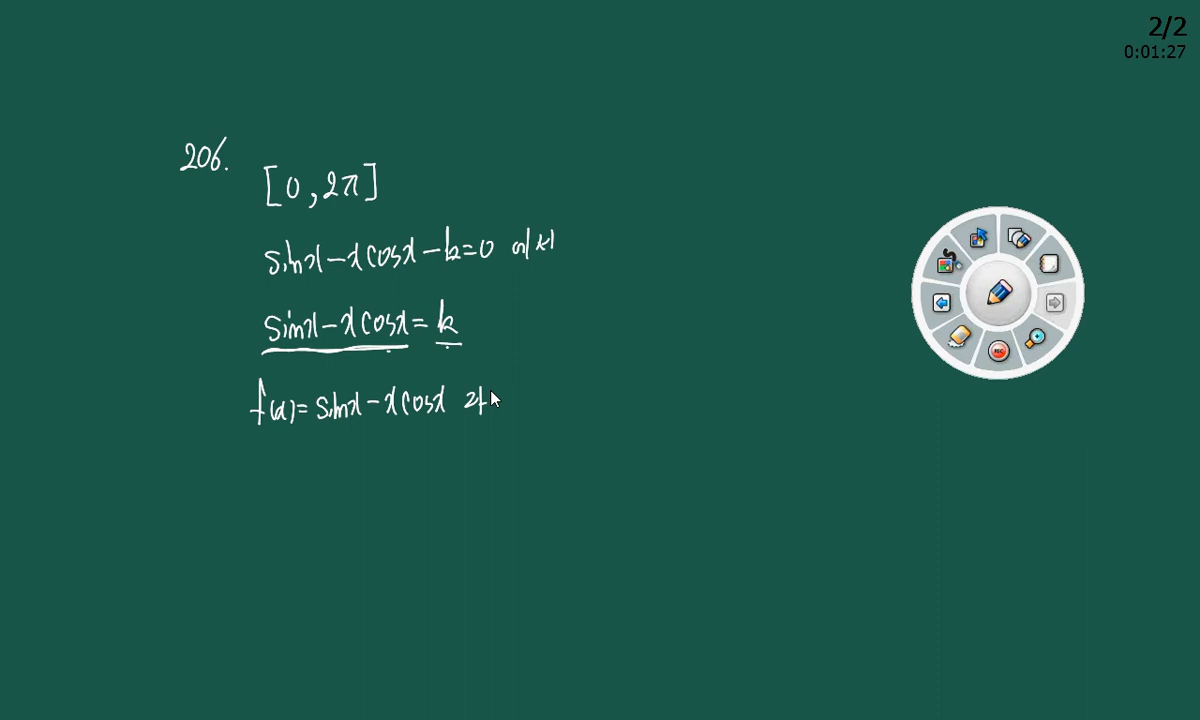 2/2
0:01:27
206.
[0, 2π]
sinx - xcosx - k = 0 에서
sinx - xcosx = k
f(x) = sinx - xcosx 라